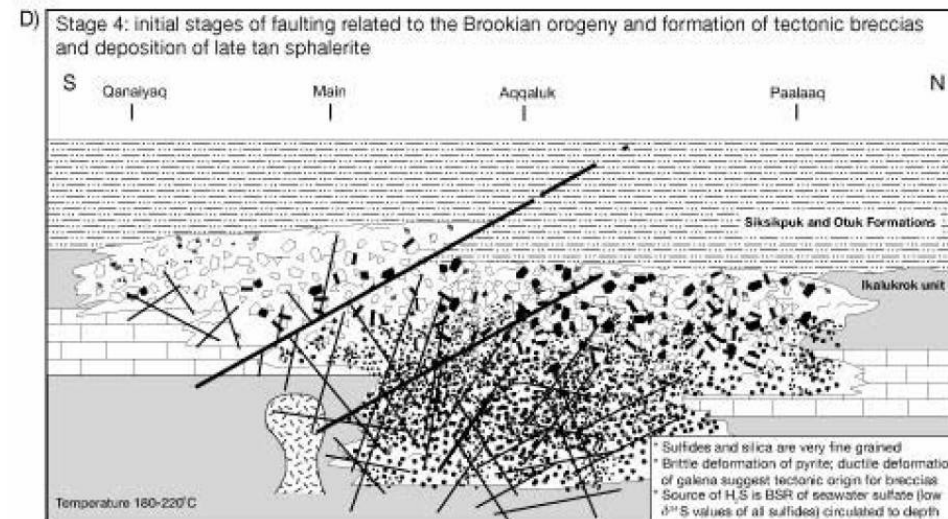 D) Stage 4: initial stages of faulting related to the Brookian orogeny and formation of tectonic breccias
and deposition of late tan sphalerite
S N
Qanaiyaq Main Aqqaluk Paalaaq
Siksikpuk and Otuk Formations
Ikalukrok unit
* Sulfides and silica are very fine grained
* Brittle deformation of pyrite; ductile deformation
of galena suggest tectonic origin for breccias
* Source of H₂S is BSR of seawater sulfate (low
δ³⁴S values of all sulfides) circulated to depth
Temperature 180-220°C